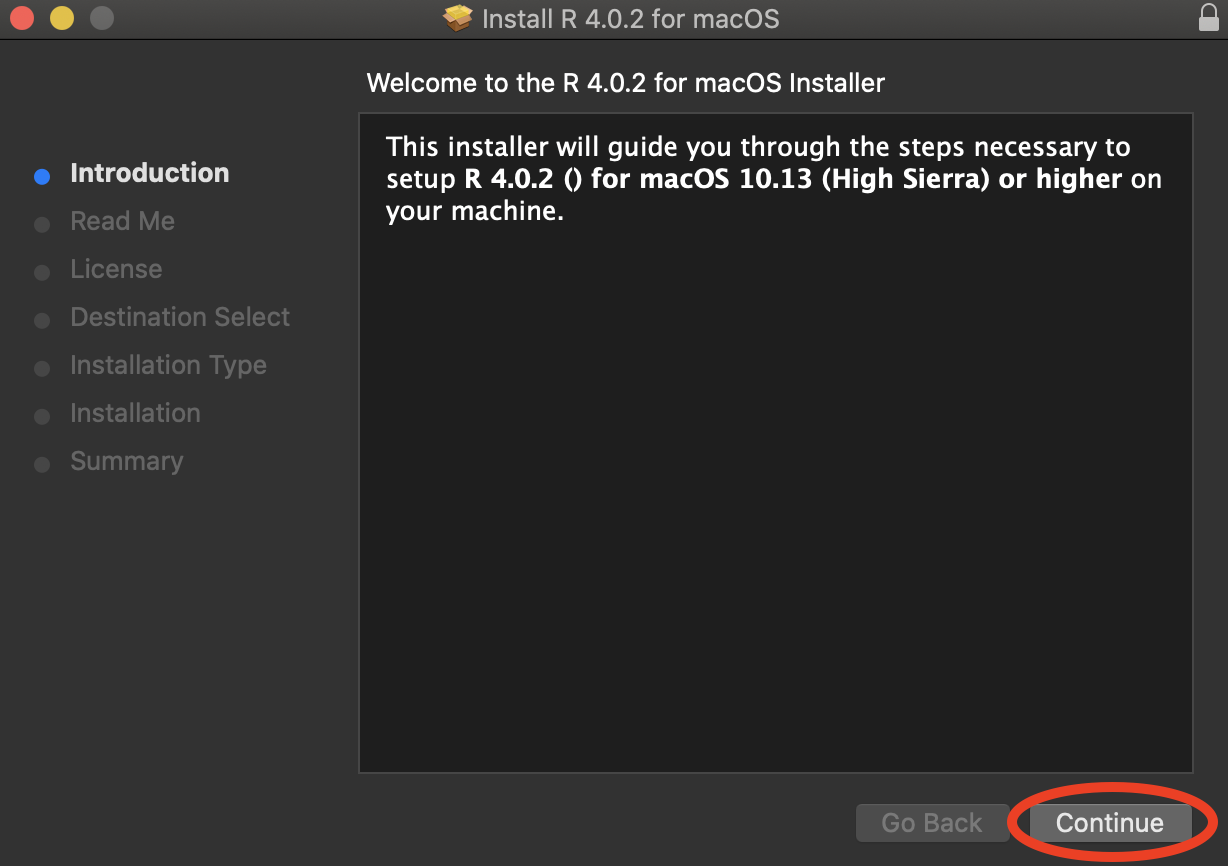 Install R 4.0.2 for macOS
Welcome to the R 4.0.2 for macOS Installer
Introduction
Read Me
License
Destination Select
Installation Type
Installation
Summary
This installer will guide you through the steps necessary to
setup R 4.0.2 () for macOS 10.13 (High Sierra) or higher on
your machine.
Go Back
Continue